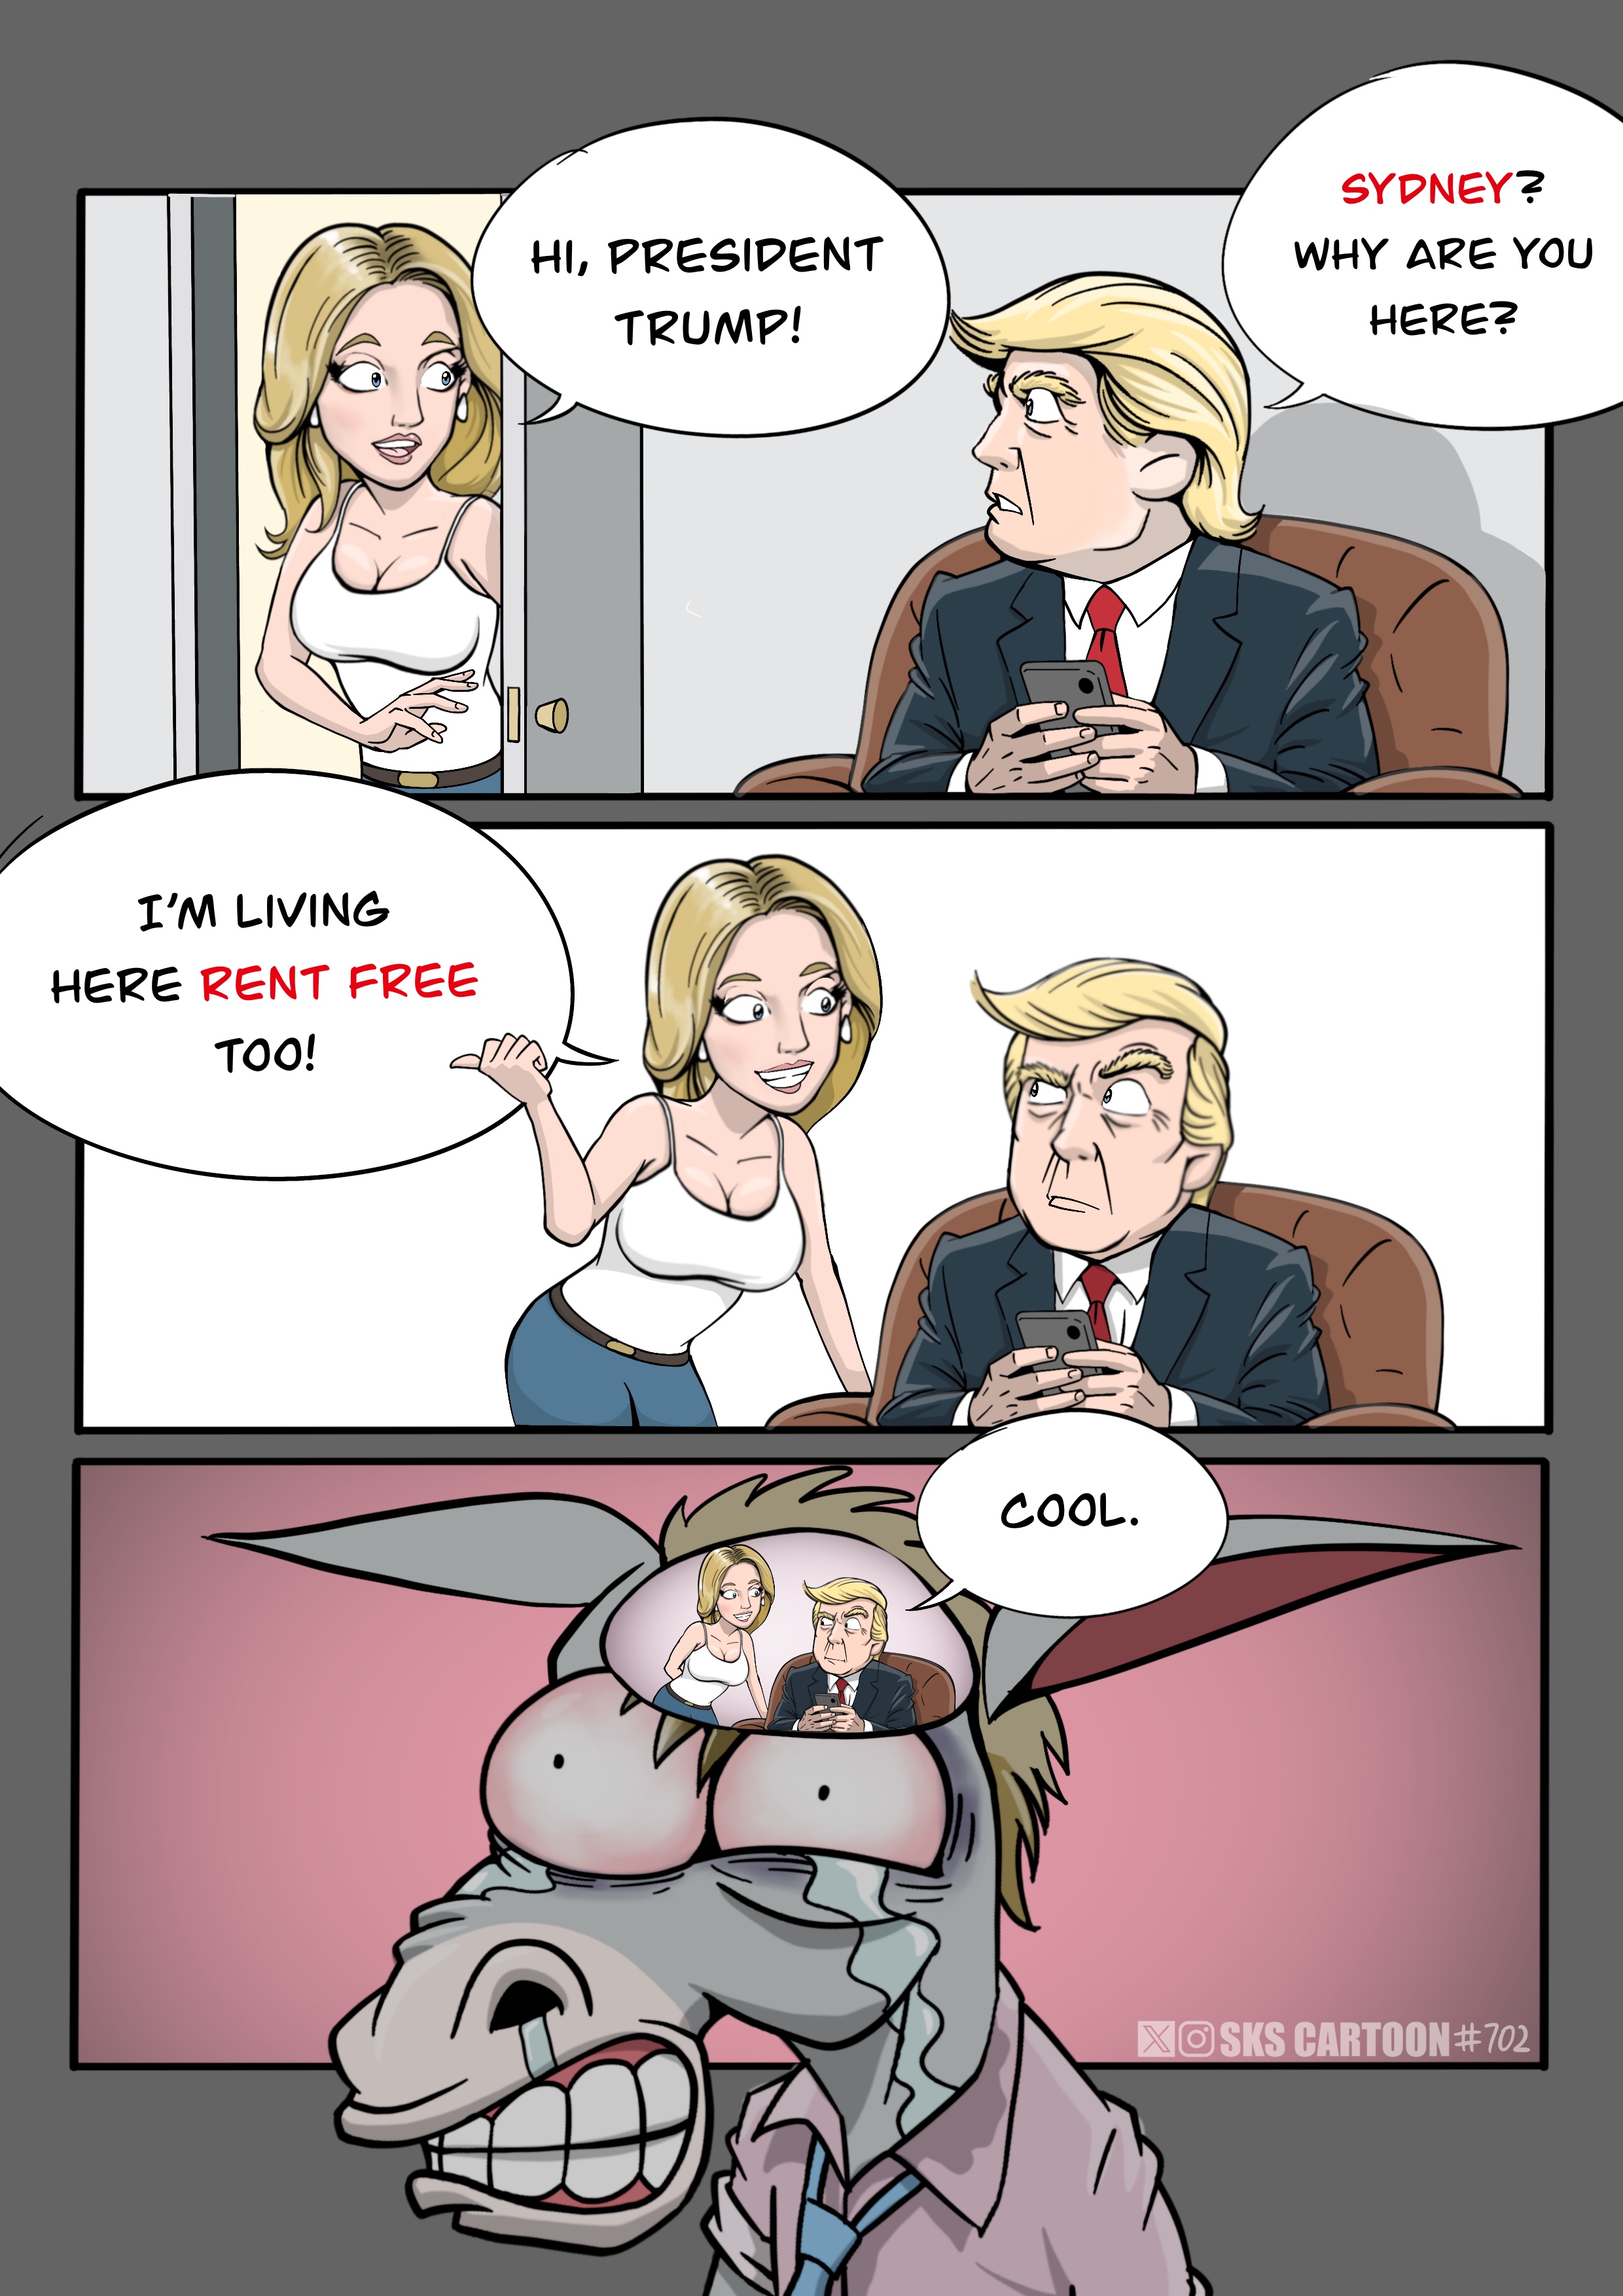 HI, PRESIDENT
TRUMP!
SYDNEY?
WHY ARE YOU
HERE?
I'M LIVING
HERE RENT FREE
TOO!
COOL.
SKS CARTOON #702